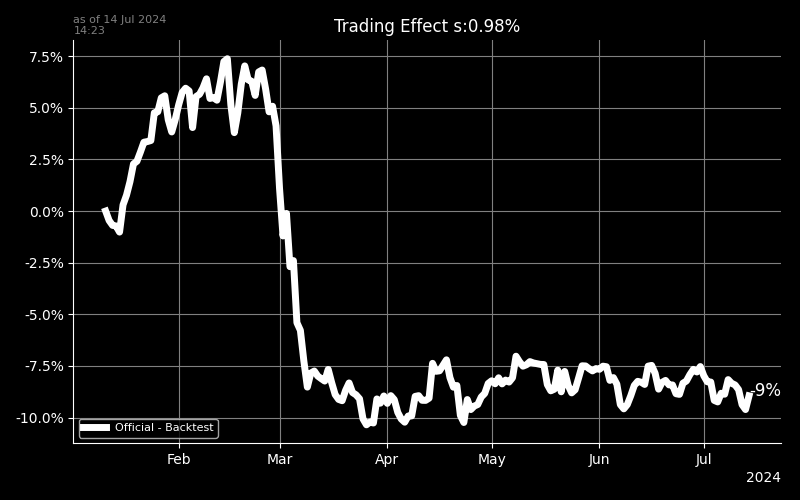 as of 14 Jul 2024
14:23
Trading Effect s:0.98%
7.5%
5.0%
2.5%
0.0%
-2.5%
-5.0%
-7.5%
-10.0%
-9%
Official - Backtest
Feb Mar Apr May Jun Jul
2024